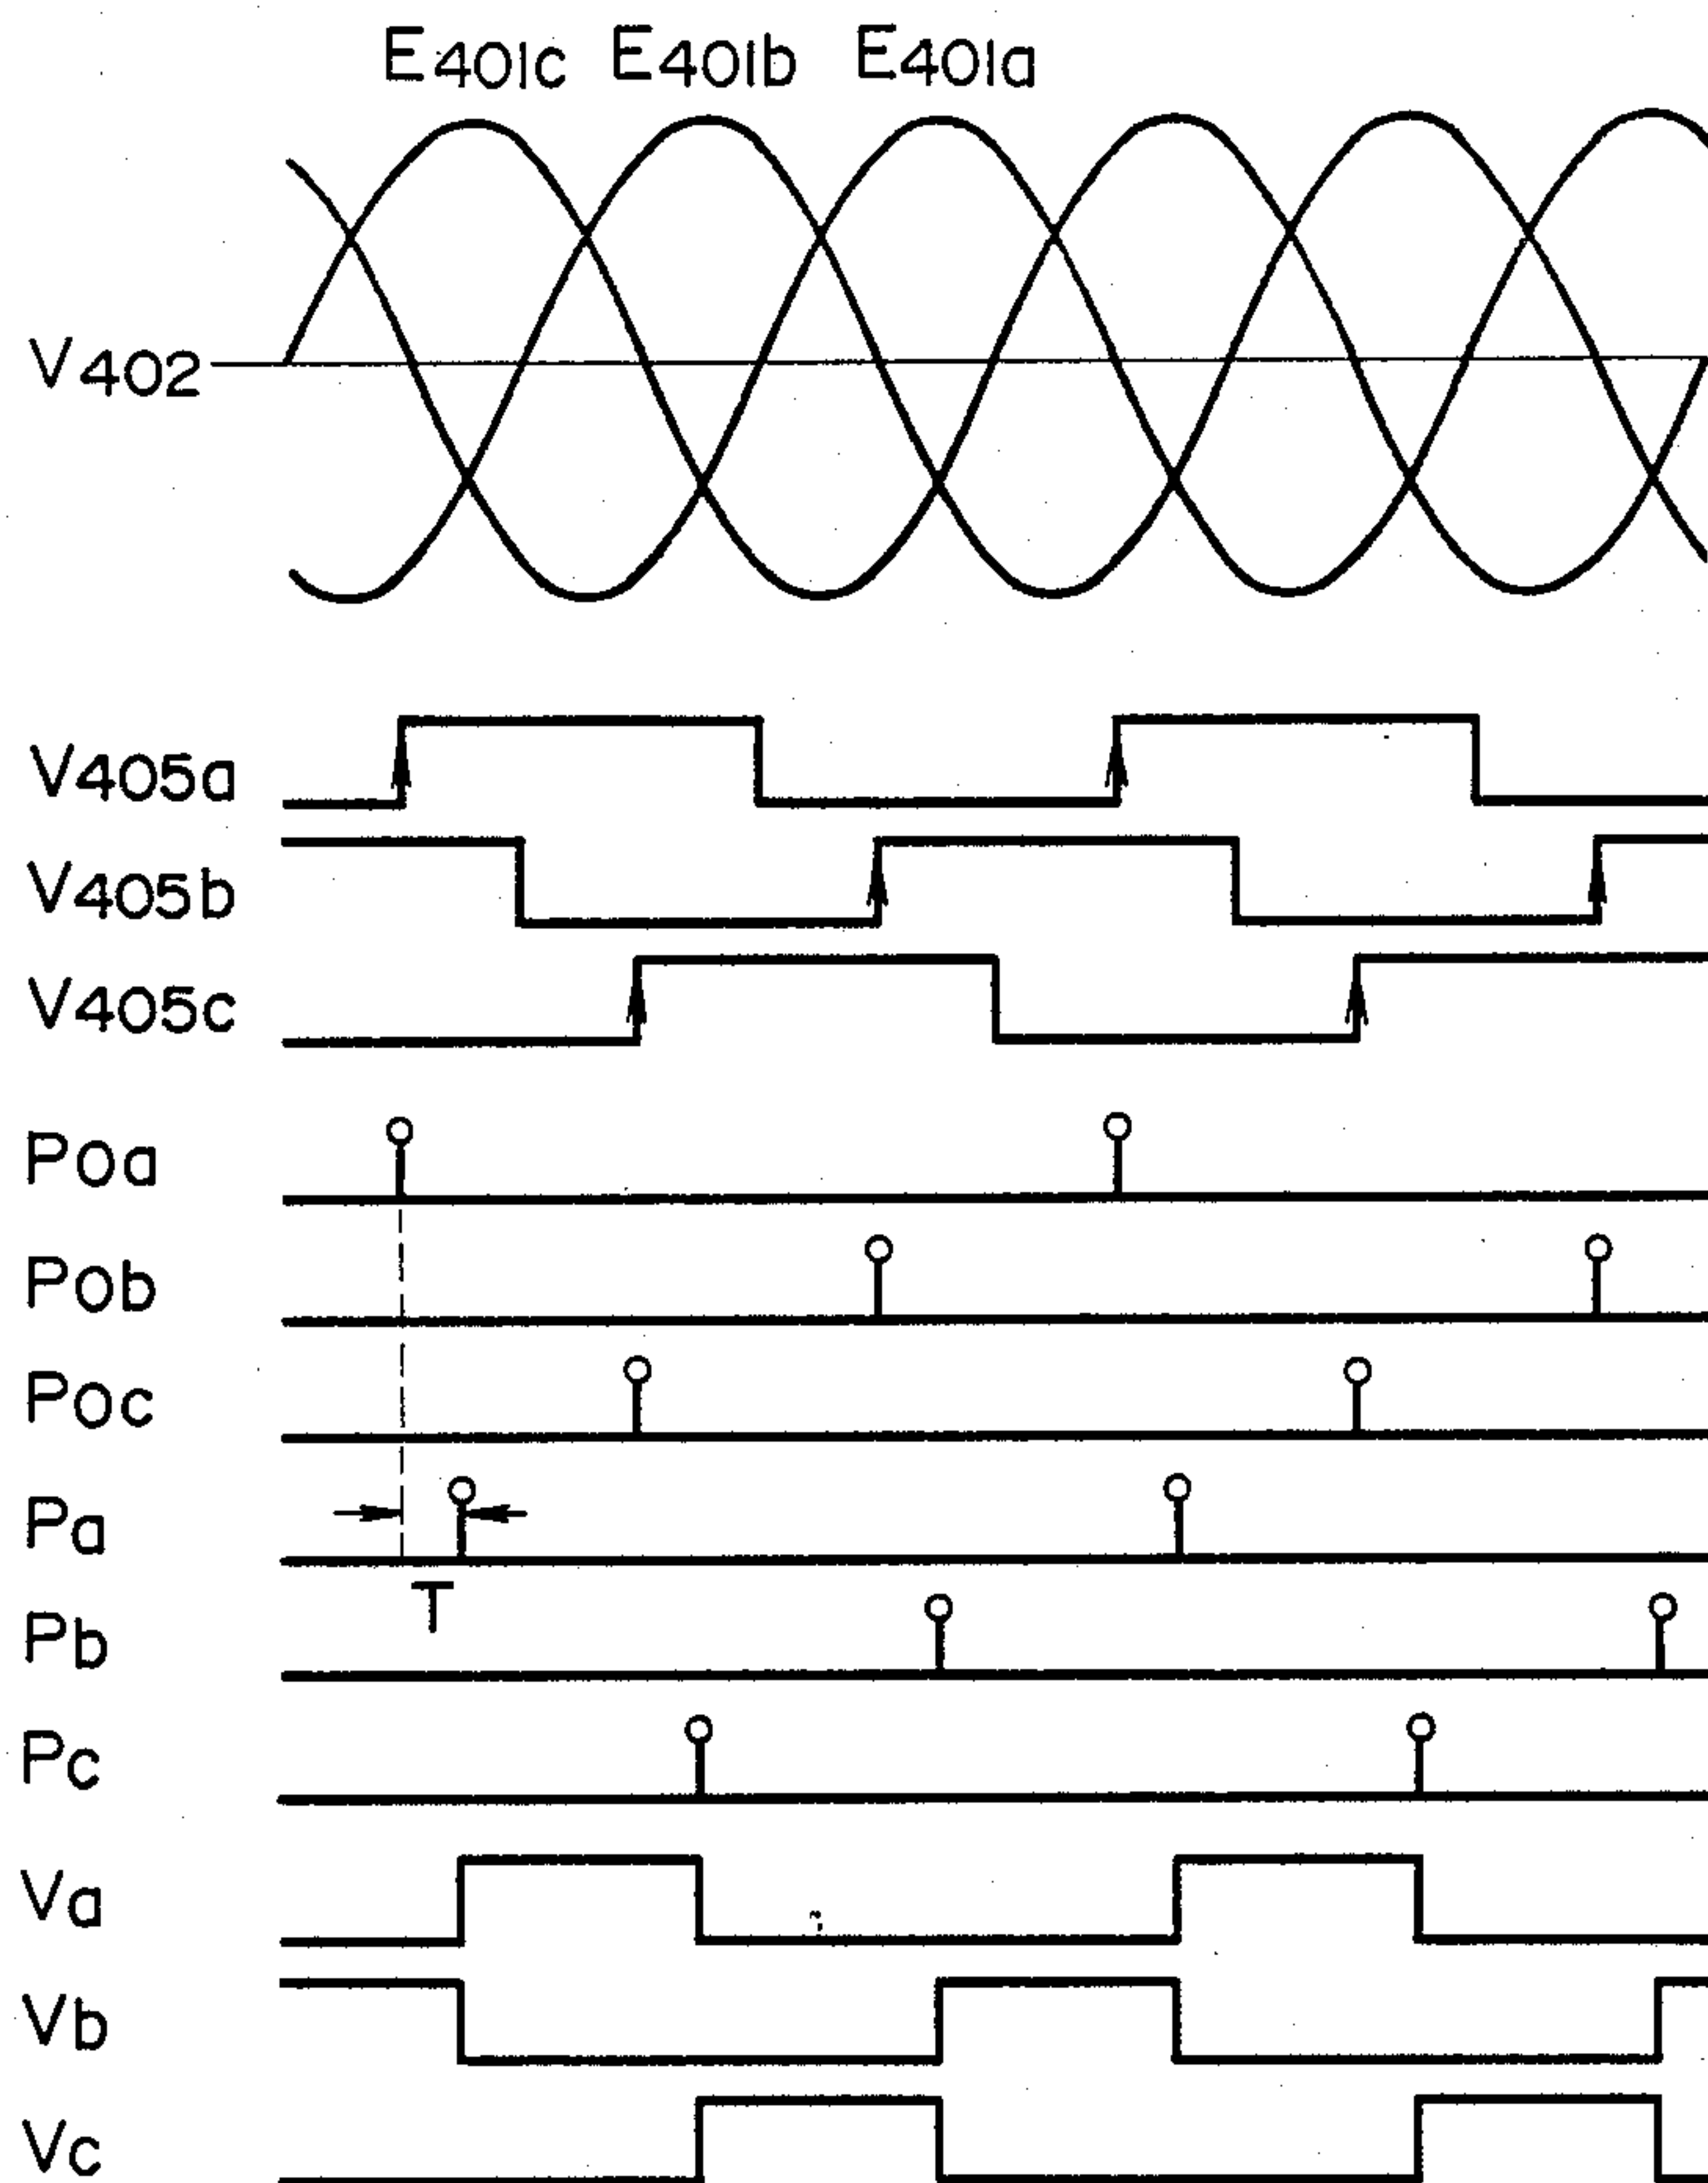 E401c E401b E401a
V402
V405a
V405b
V405c
P0a
P0b
P0c
Pa
T
Pb
Pc
Va
Vb
Vc